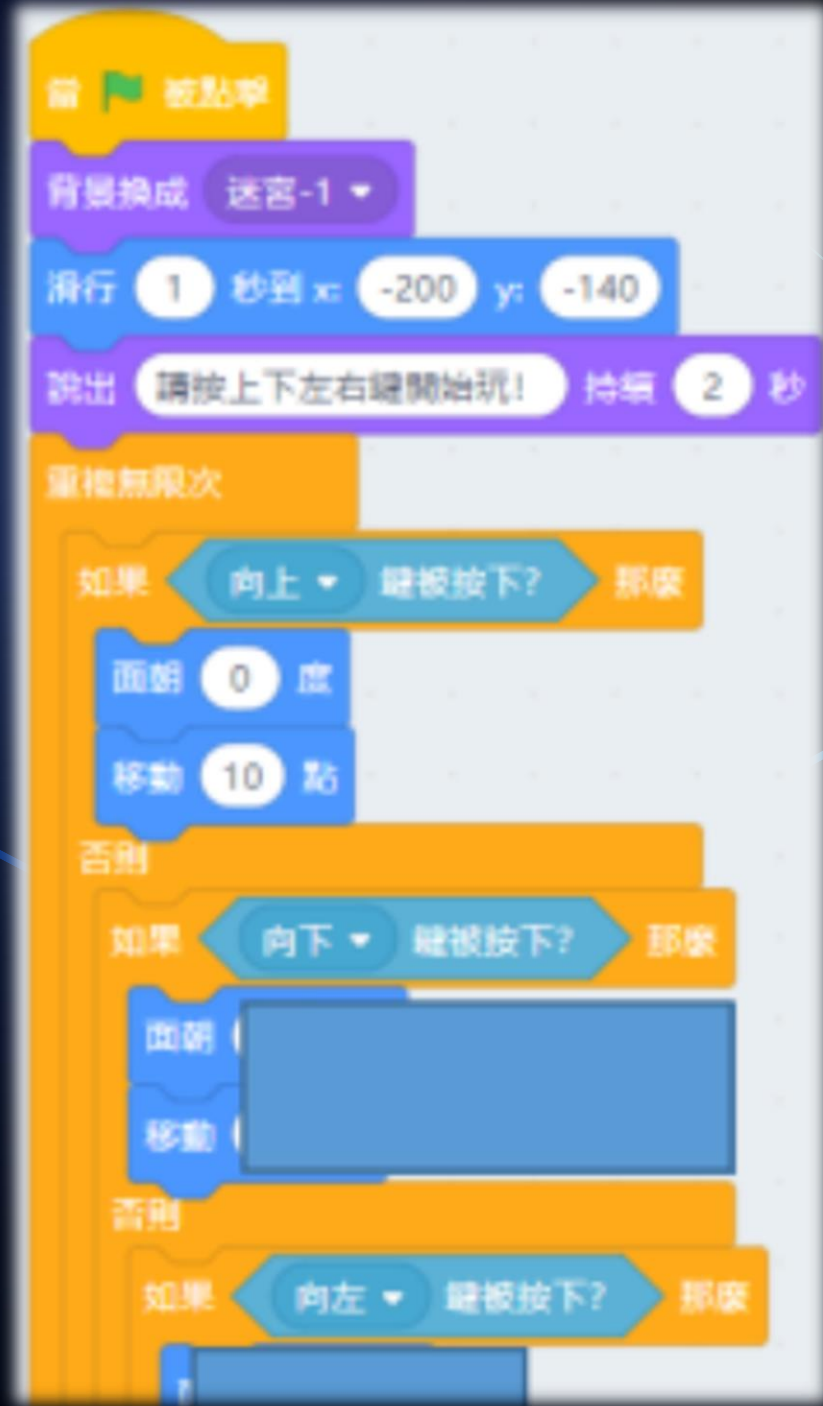 當 被點擊
背景換成 迷宮-1
滑行 1 秒到 x: -200 y: -140
說出 請按上下左右鍵開始玩! 持續 2 秒
重複無限次
如果 向上 鍵被按下? 那麼
面朝 0 度
移動 10 點
否則
如果 向下 鍵被按下? 那麼
面朝
移動
否則
如果 向左 鍵被按下? 那麼